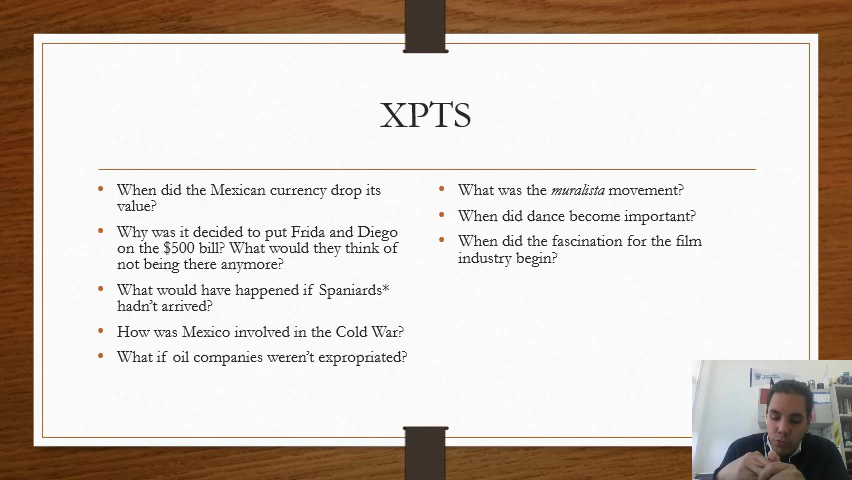 XPTS
When did the Mexican currency drop its
value?
Why was it decided to put Frida and Diego
on the $500 bill? What would they think of
not being there anymore?
What would have happened if Spaniards*
hadn't arrived?
How was Mexico involved in the Cold War?
What if oil companies weren't expropriated?
What was the muralista movement?
When did dance become important?
When did the fascination for the film
industry begin?